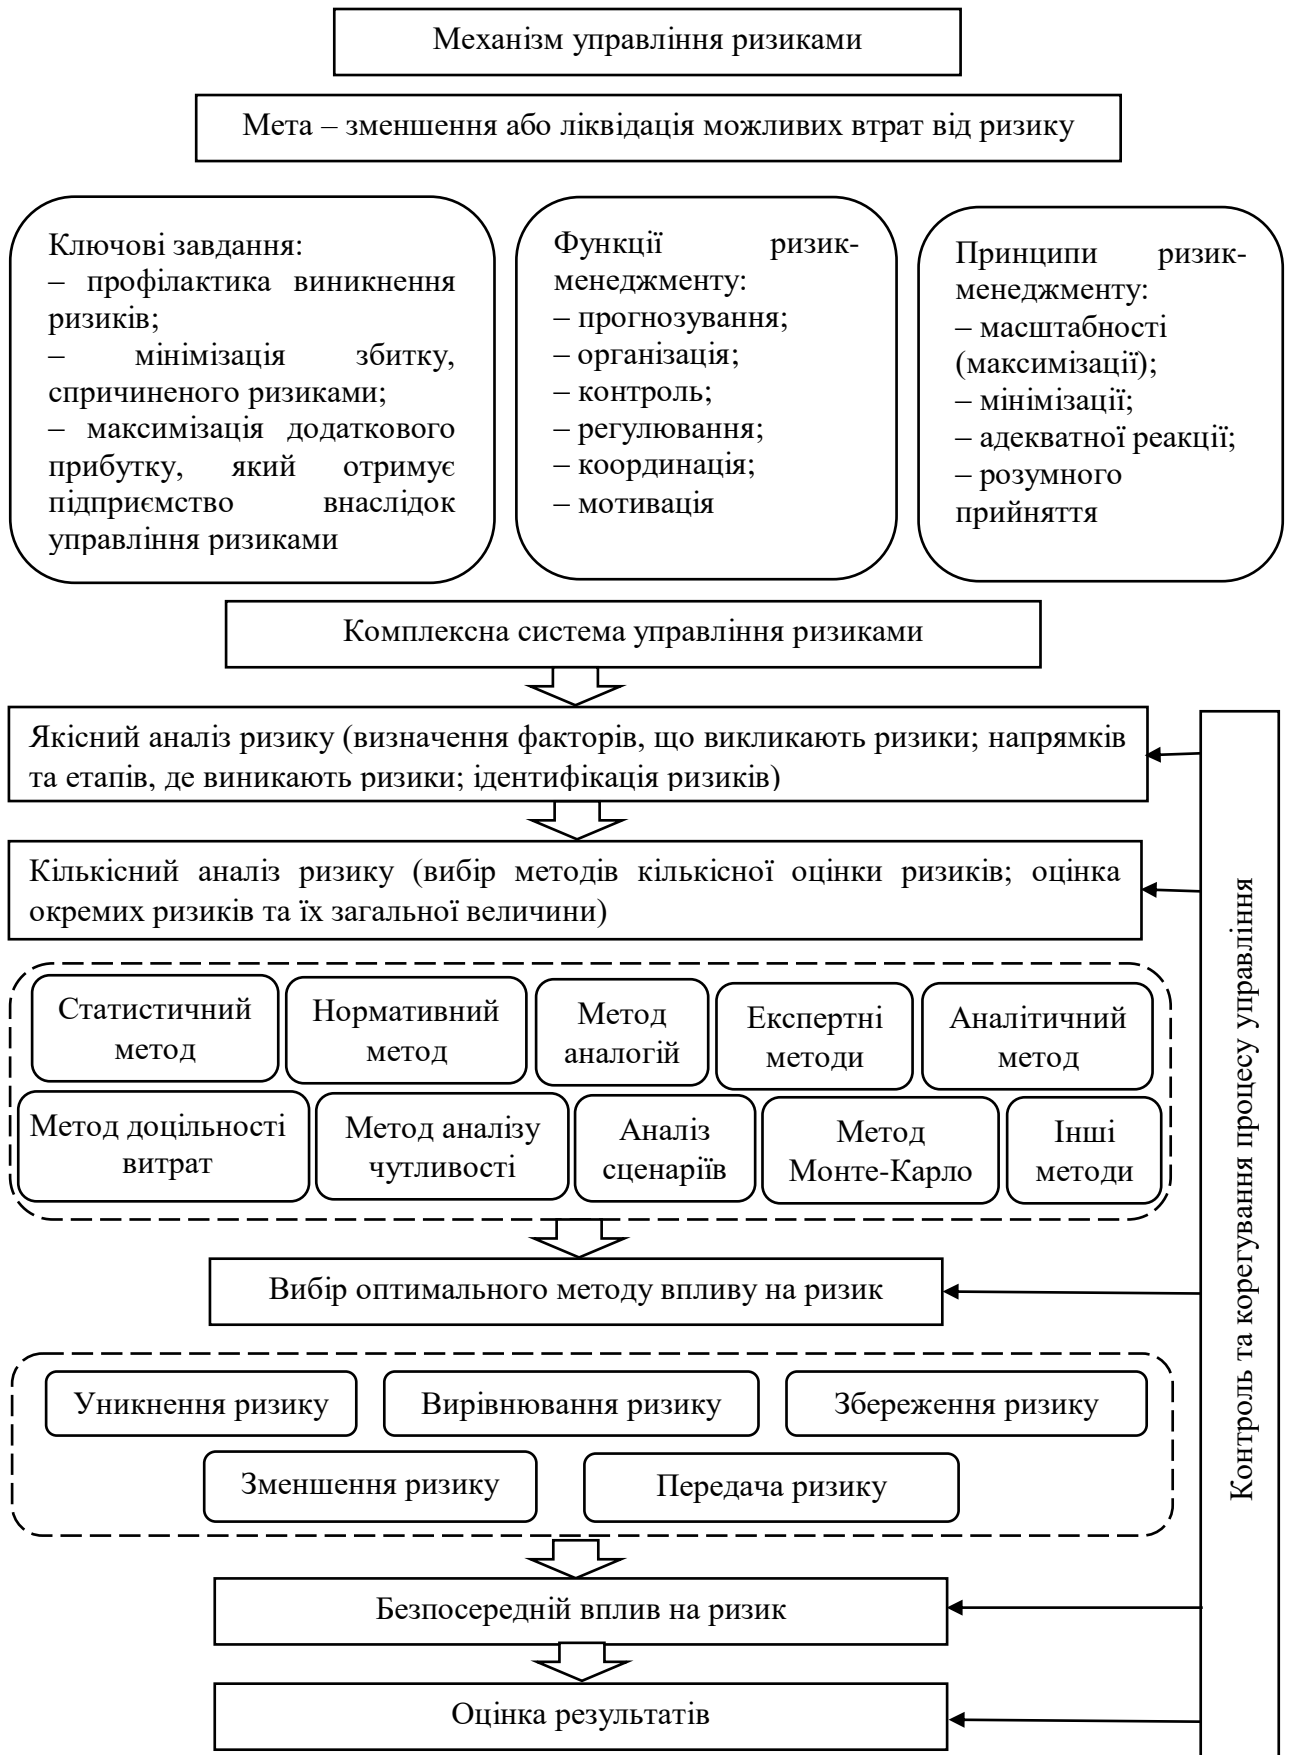 Механізм управління ризиками
Мета – зменшення або ліквідація можливих втрат від ризику
Ключові завдання:
– профілактика виникнення
ризиків;
– мінімізація збитку,
спричиненого ризиками;
– максимізація додаткового
прибутку, який отримує
підприємство внаслідок
управління ризиками
Функції ризик-
менеджменту:
– прогнозування;
– організація;
– контроль;
– регулювання;
– координація;
– мотивація
Принципи ризик-
менеджменту:
– масштабності
(максимізації);
– мінімізації;
– адекватної реакції;
– розумного
прийняття
Комплексна система управління ризиками
Якісний аналіз ризику (визначення факторів, що викликають ризики; напрямків
та етапів, де виникають ризики; ідентифікація ризиків)
Кількісний аналіз ризику (вибір методів кількісної оцінки ризиків; оцінка
окремих ризиків та їх загальної величини)
Статистичний
метод
Нормативний
метод
Метод
аналогій
Експертні
методи
Аналітичний
метод
Метод доцільності
витрат
Метод аналізу
чутливості
Аналіз
сценаріїв
Метод
Монте-Карло
Інші
методи
Вибір оптимального методу впливу на ризик
Уникнення ризику
Вирівнювання ризику
Збереження ризику
Зменшення ризику
Передача ризику
Безпосередній вплив на ризик
Оцінка результатів
Контроль та корегування процесу управління